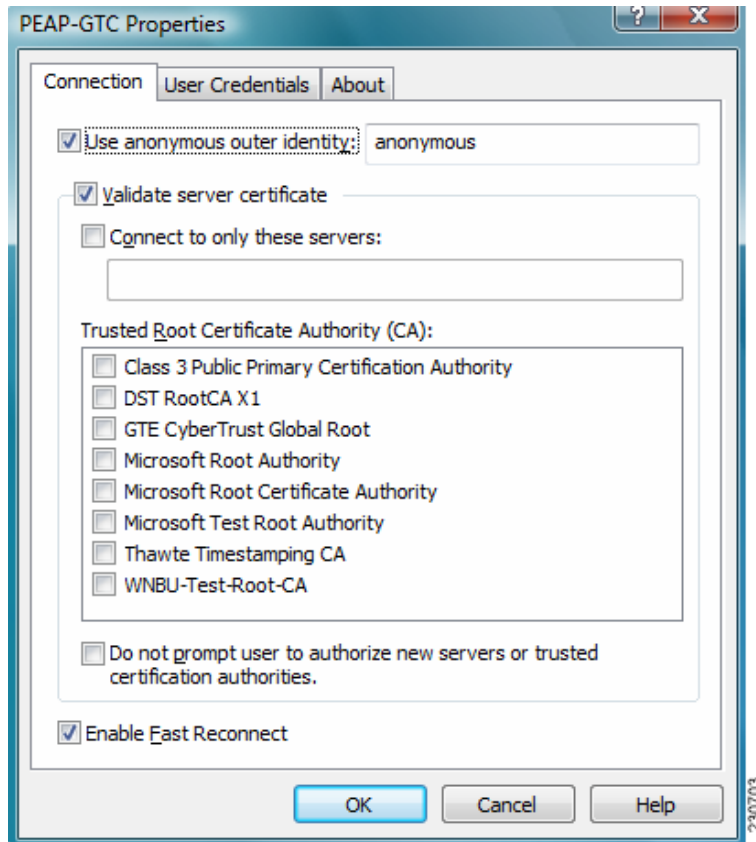 PEAP-GTC Properties
?
X
Connection
User Credentials
About
Use anonymous outer identity:
anonymous
Validate server certificate
Connect to only these servers:
Trusted Root Certificate Authority (CA):
Class 3 Public Primary Certification Authority
DST RootCA X1
GTE CyberTrust Global Root
Microsoft Root Authority
Microsoft Root Certificate Authority
Microsoft Test Root Authority
Thawte Timestamping CA
WNBU-Test-Root-CA
Do not prompt user to authorize new servers or trusted
certification authorities.
Enable Fast Reconnect
OK
Cancel
Help
230703